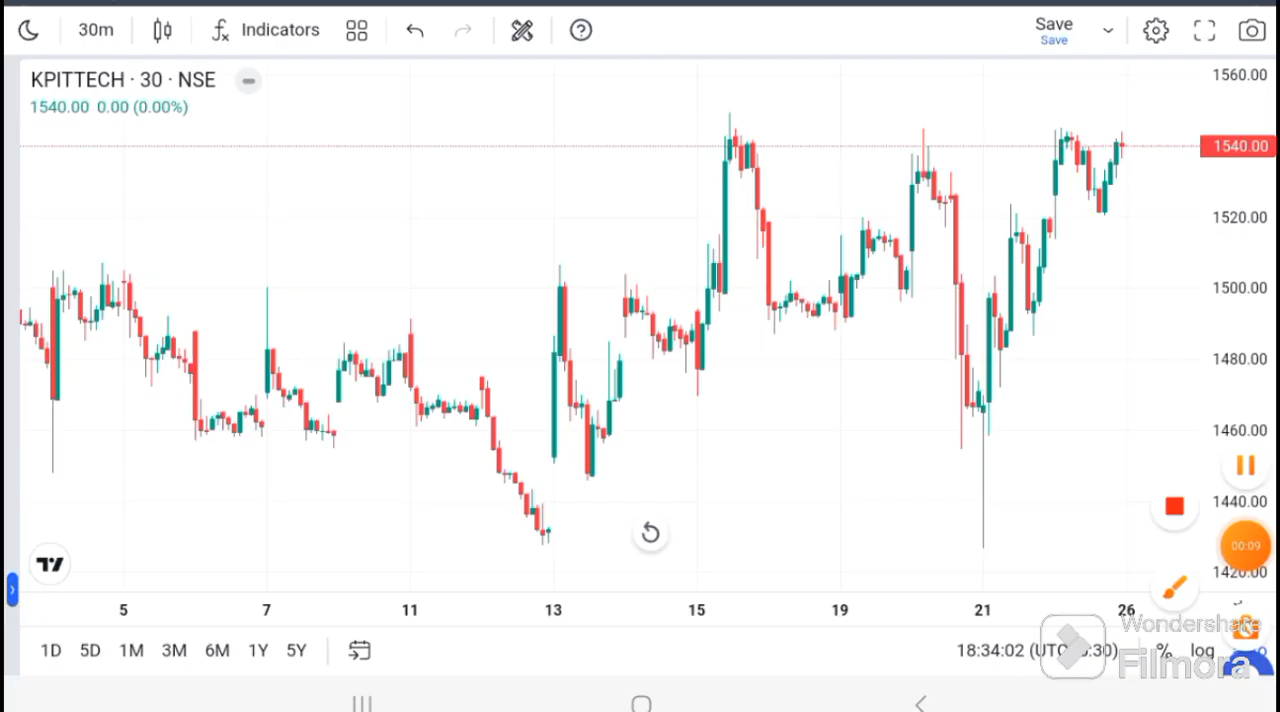 30m
Indicators
Save
Save
KPITTECH · 30 · NSE
1540.00 0.00 (0.00%)
1560.00
1540.00
1520.00
1500.00
1480.00
1460.00
1440.00
00:09
1420.00
5 7 11 13 15 19 21 26
1D 5D 1M 3M 6M 1Y 5Y
18:34:02 (UTC
:30)
%
log
Wondershare
Filmora